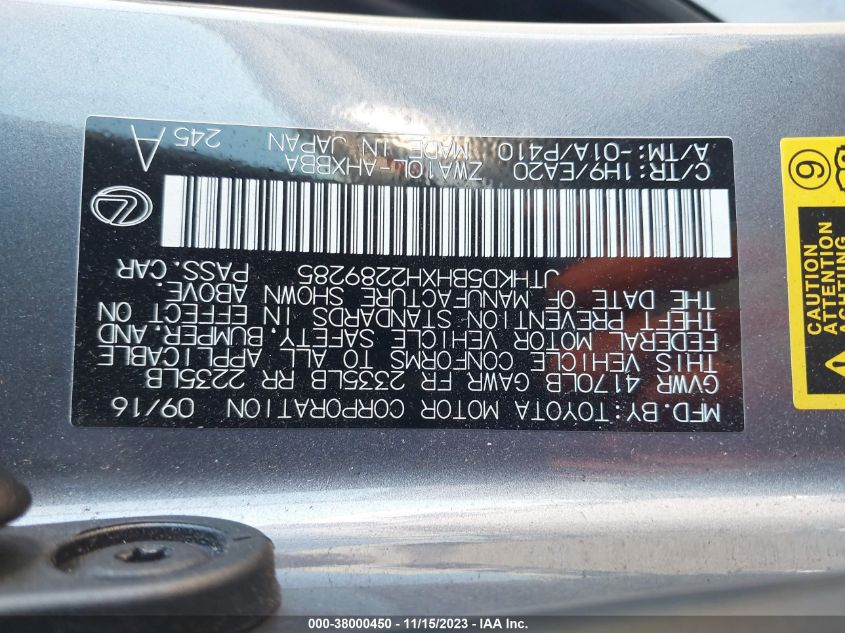 MFD.BY:TOYOTA MOTOR CORPORATION 09/16
GVWR 4170LB GAWR FR 2335LB RR 2235LB
THIS VEHICLE CONFORMS TO ALL APPLICABLE
FEDERAL MOTOR VEHICLE SAFETY, BUMPER, AND
THEFT PREVENTION STANDARDS IN EFFECT ON
THE DATE OF MANUFACTURE SHOWN ABOVE.
JTHKD5BHXH2289285 PASS. CAR
C/TR:1H9/EA20 ZWA10L-AHXBBA 245 A
A/TM:-01A/P410 MADE IN JAPAN
CAUTION
ATTENTION
6
000-38000450 - 11/15/2023 - IAAI.com